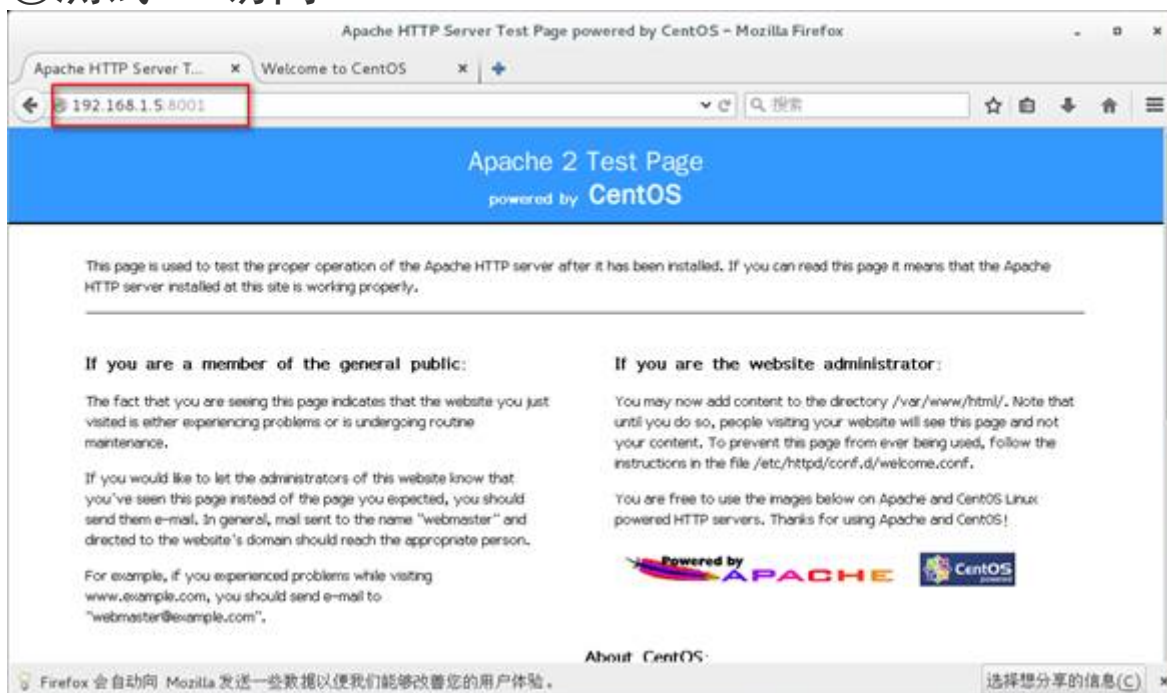 Apache HTTP Server Test Page powered by CentOS - Mozilla Firefox
Apache HTTP Server T... × Welcome to CentOS ×
192.168.1.5:8001 搜索
Apache 2 Test Page
powered by CentOS
This page is used to test the proper operation of the Apache HTTP server after it has been installed. If you can read this page it means that the Apache
HTTP server installed at this site is working properly.
If you are a member of the general public:
The fact that you are seeing this page indicates that the website you just
visited is either experiencing problems or is undergoing routine
maintenance.
If you would like to let the administrators of this website know that
you've seen this page instead of the page you expected, you should
send them e-mail. In general, mail sent to the name "webmaster" and
directed to the website's domain should reach the appropriate person.
For example, if you experienced problems while visiting
www.example.com, you should send e-mail to
"webmaster@example.com".
If you are the website administrator:
You may now add content to the directory /var/www/html/. Note that
until you do so, people visiting your website will see this page and not
your content. To prevent this page from ever being used, follow the
instructions in the file /etc/httpd/conf.d/welcome.conf.
You are free to use the images below on Apache and CentOS Linux
powered HTTP servers. Thanks for using Apache and CentOS!
Powered by
APACHE
CentOS
About CentOS:
Firefox 会自动向 Mozilla 发送一些数据以便我们能够改善您的用户体验。 选择想分享的信息(C) ×